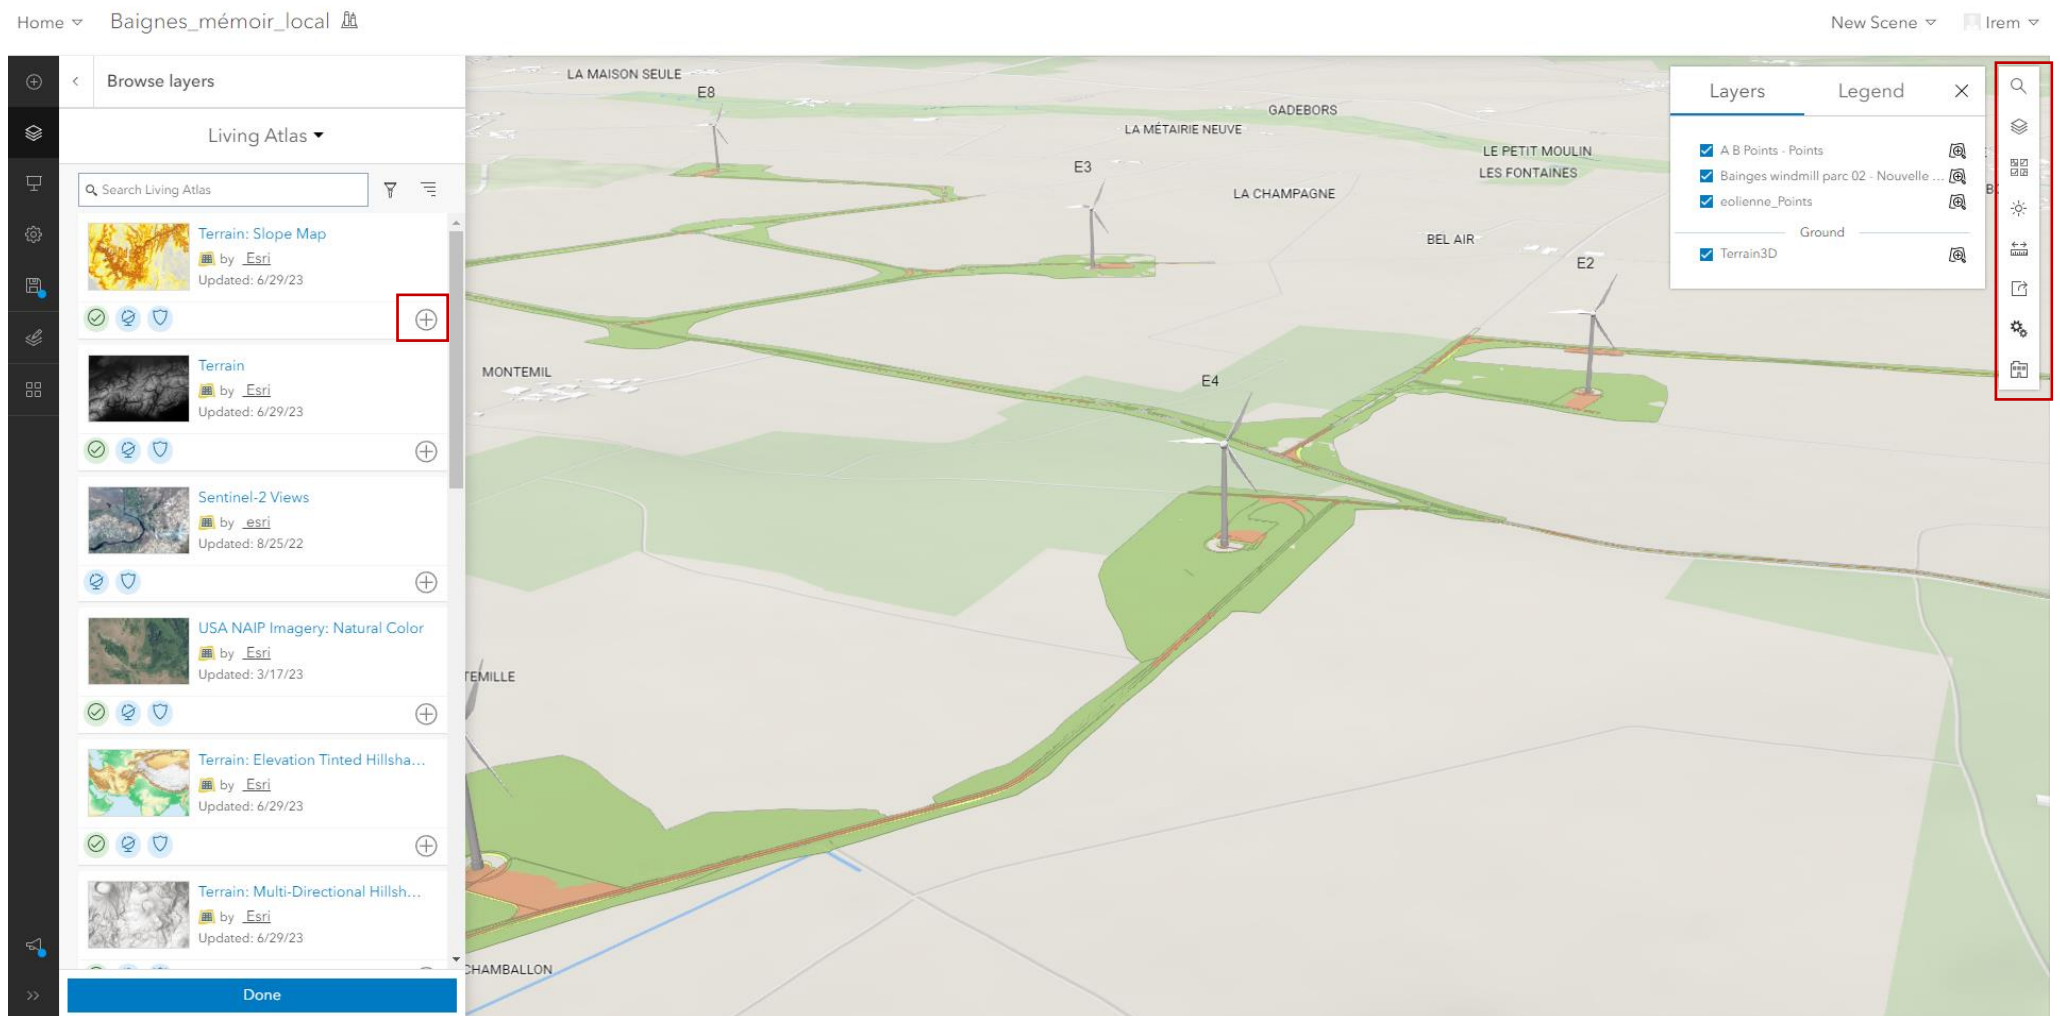 Home
Baignes_mémoir_local
New Scene
Irem
Browse layers
Living Atlas
Search Living Atlas
Terrain: Slope Map
by Esri
Updated: 6/29/23
Terrain
by Esri
Updated: 6/29/23
Sentinel-2 Views
by esri
Updated: 8/25/22
USA NAIP Imagery: Natural Color
by Esri
Updated: 3/17/23
Terrain: Elevation Tinted Hillsha...
by Esri
Updated: 6/29/23
Terrain: Multi-Directional Hillsh...
by Esri
Updated: 6/29/23
Done
LA MAISON SEULE
E8
GADEBORS
LA MÉTAIRIE NEUVE
E3
LE PETIT MOULIN
LES FONTAINES
LA CHAMPAGNE
BEL AIR
E2
MONTEMIL
E4
TEMILLE
CHAMBALLON
Layers
Legend
A B Points - Points
Bainges windmill parc 02 - Nouvelle ...
eolienne_Points
Ground
Terrain3D